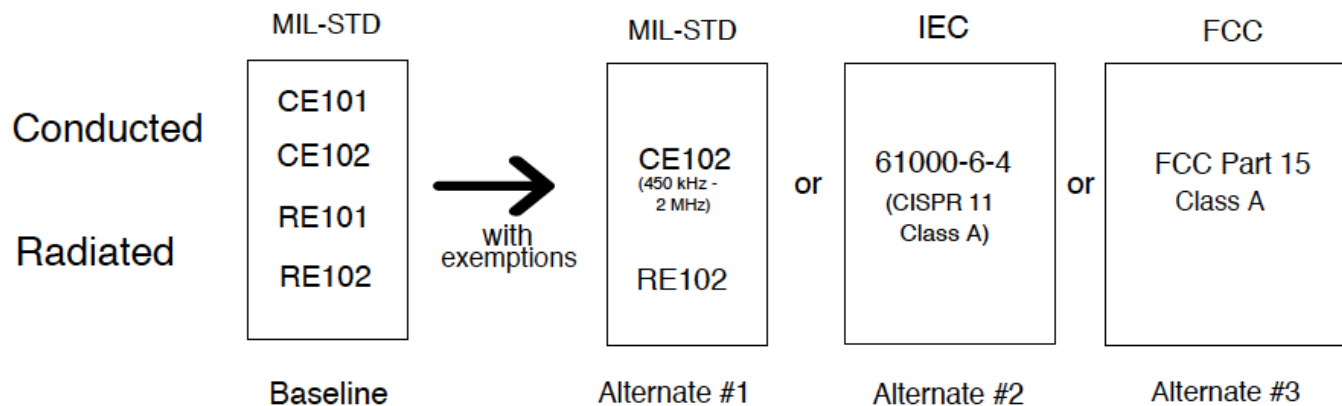 MIL-STD
MIL-STD
IEC
FCC
Conducted
Radiated
CE101
CE102
RE101
RE102
with
exemptions
CE102
(450 kHz -
2 MHz)
RE102
or
61000-6-4
(CISPR 11
Class A)
or
FCC Part 15
Class A
Baseline
Alternate #1
Alternate #2
Alternate #3